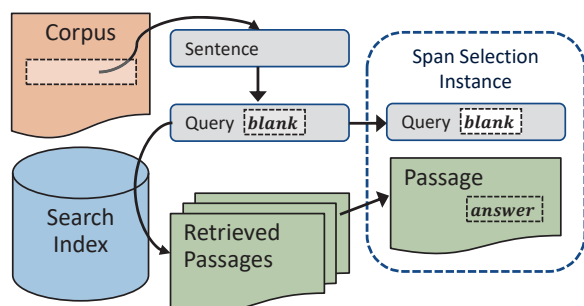 Corpus
Sentence
Span Selection
Instance
Query blank
Query blank
Search
Index
Retrieved
Passages
Passage
answer